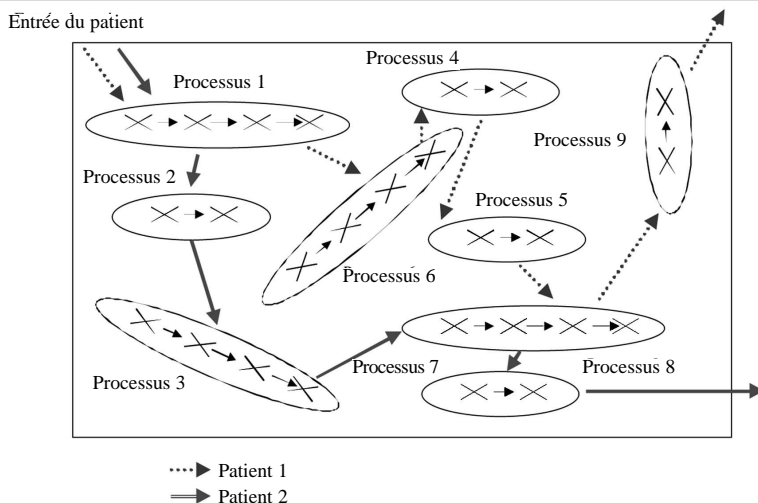 Entrée du patient
Processus 4
Processus 1
Processus 9
Processus 2
Processus 5
Processus 6
Processus 3
Processus 7
Processus 8
Patient 1
Patient 2